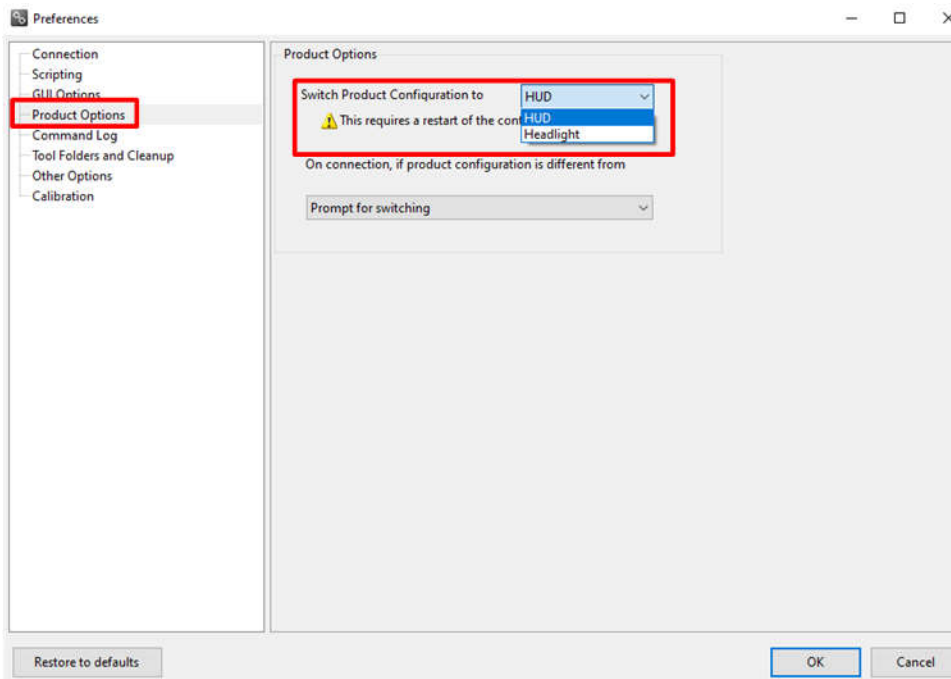 Preferences
Connection
Scripting
GUI Options
Product Options
Command Log
Tool Folders and Cleanup
Other Options
Calibration
Product Options
Switch Product Configuration to
HUD
This requires a restart of the con
HUD
Headlight
On connection, if product configuration is different from
Prompt for switching
Restore to defaults
OK
Cancel